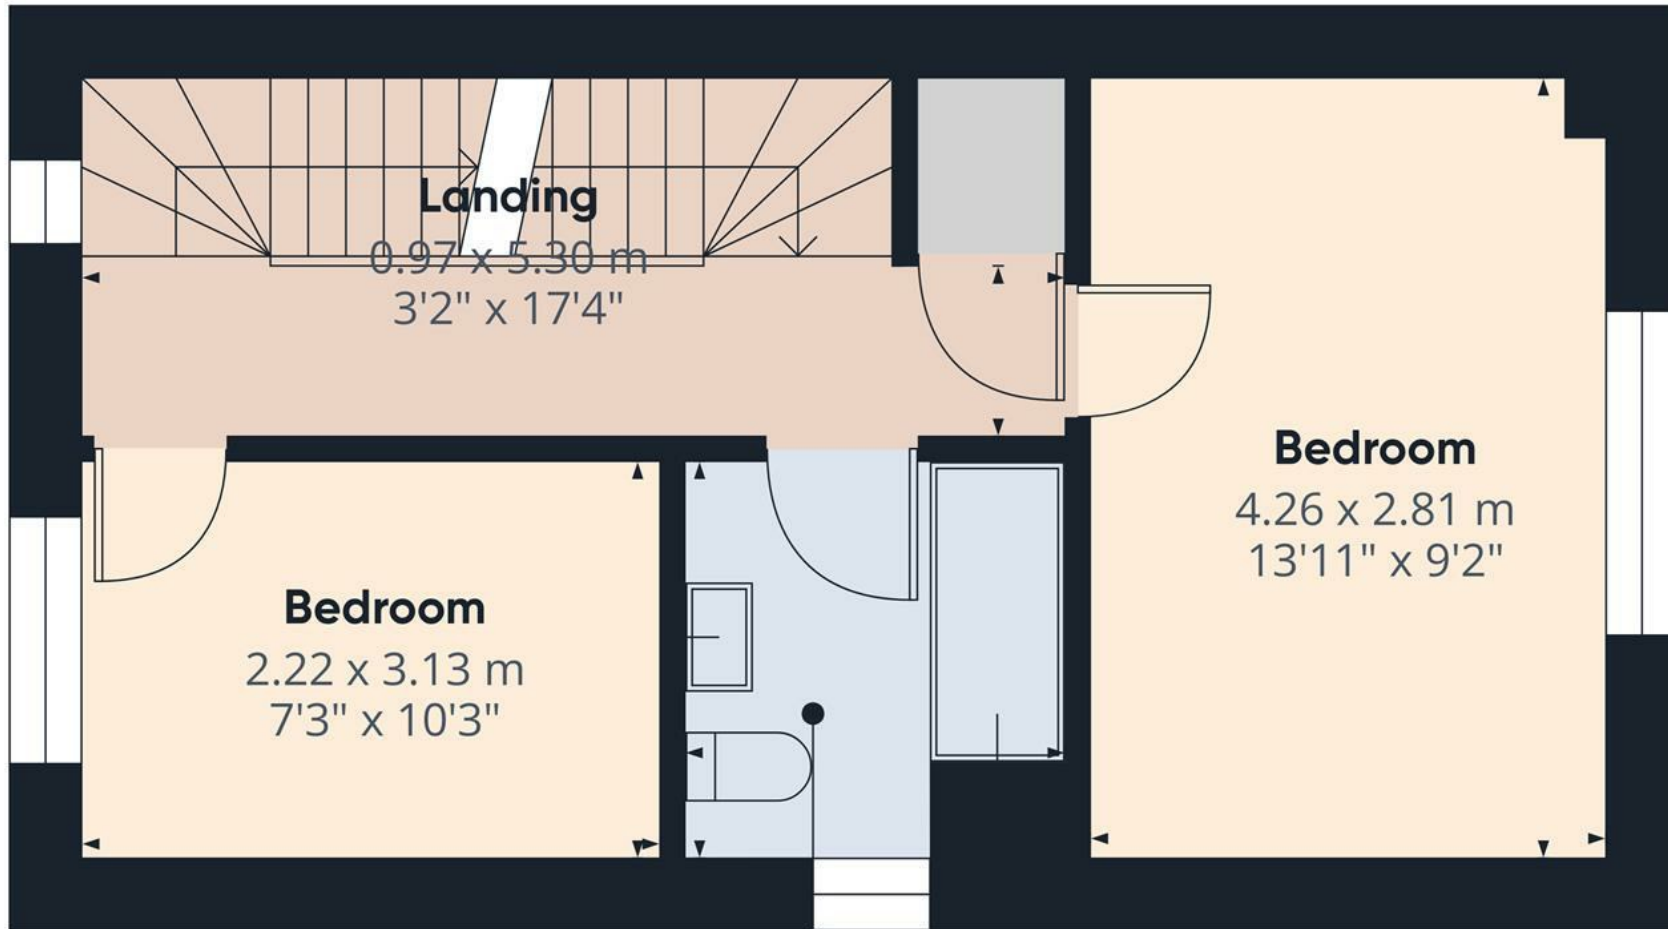 Landing
0.97 x 5.30 m
3'2" x 17'4"
Bedroom
4.26 x 2.81 m
13'11" x 9'2"
Bedroom
2.22 x 3.13 m
7'3" x 10'3"